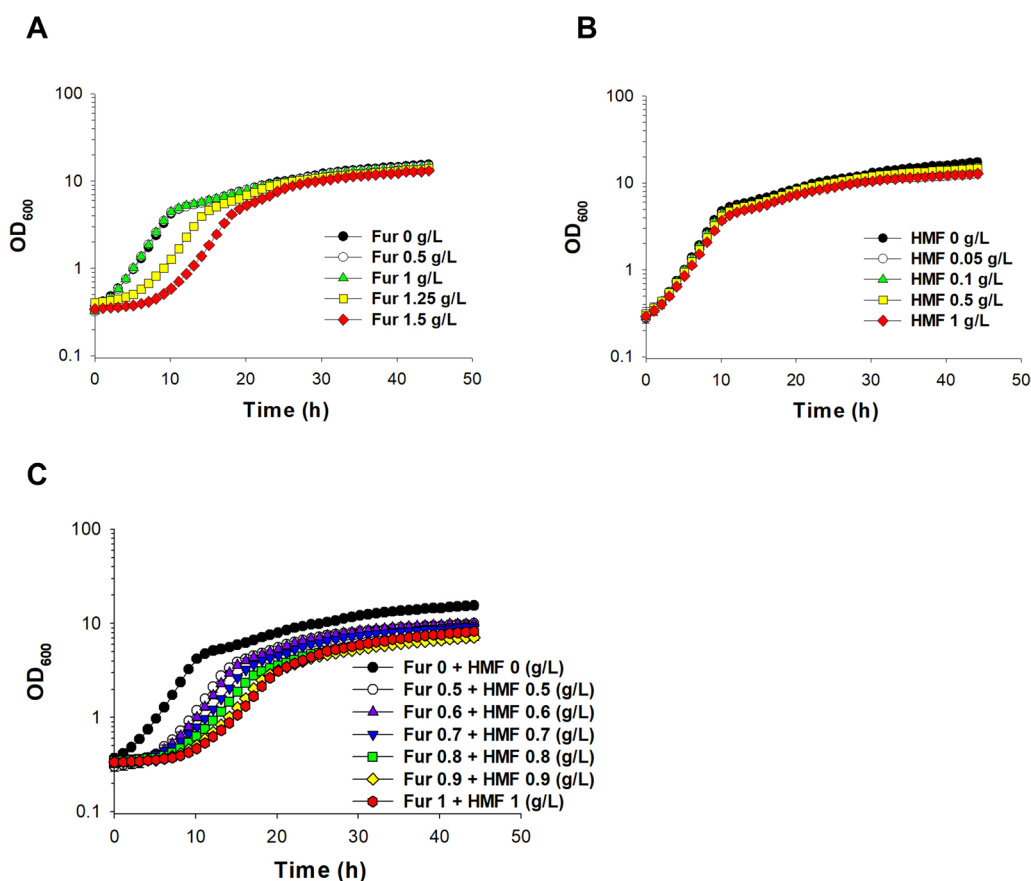 A
100
10
1
0.1
OD600
0
10
20
30
40
50
Time (h)
Fur 0 g/L
Fur 0.5 g/L
Fur 1 g/L
Fur 1.25 g/L
Fur 1.5 g/L
B
100
10
1
0.1
OD600
0
10
20
30
40
50
Time (h)
HMF 0 g/L
HMF 0.05 g/L
HMF 0.1 g/L
HMF 0.5 g/L
HMF 1 g/L
C
100
10
1
0.1
OD600
0
10
20
30
40
50
Time (h)
Fur 0 + HMF 0 (g/L)
Fur 0.5 + HMF 0.5 (g/L)
Fur 0.6 + HMF 0.6 (g/L)
Fur 0.7 + HMF 0.7 (g/L)
Fur 0.8 + HMF 0.8 (g/L)
Fur 0.9 + HMF 0.9 (g/L)
Fur 1 + HMF 1 (g/L)